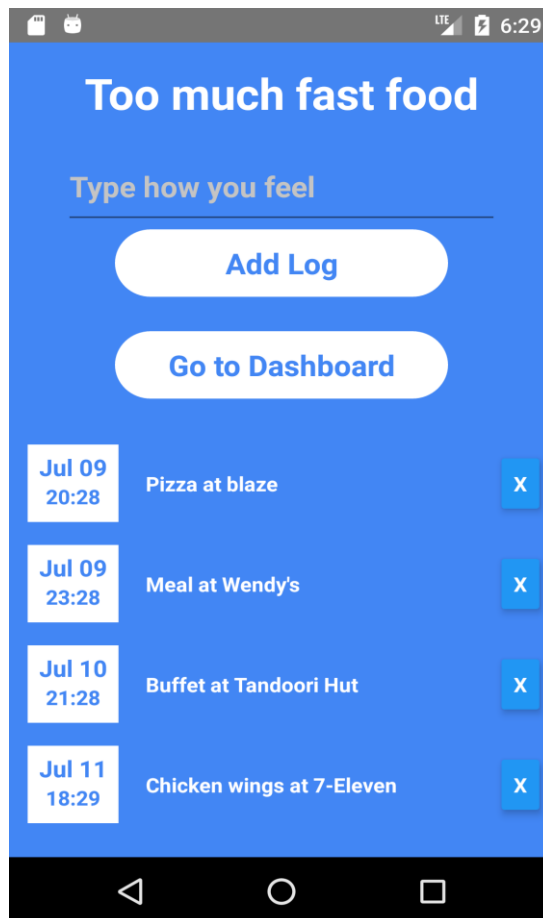 LTE 6:29
Too much fast food
Type how you feel
Add Log
Go to Dashboard
Jul 09
20:28
Pizza at blaze
X
Jul 09
23:28
Meal at Wendy's
X
Jul 10
21:28
Buffet at Tandoori Hut
X
Jul 11
18:29
Chicken wings at 7-Eleven
X